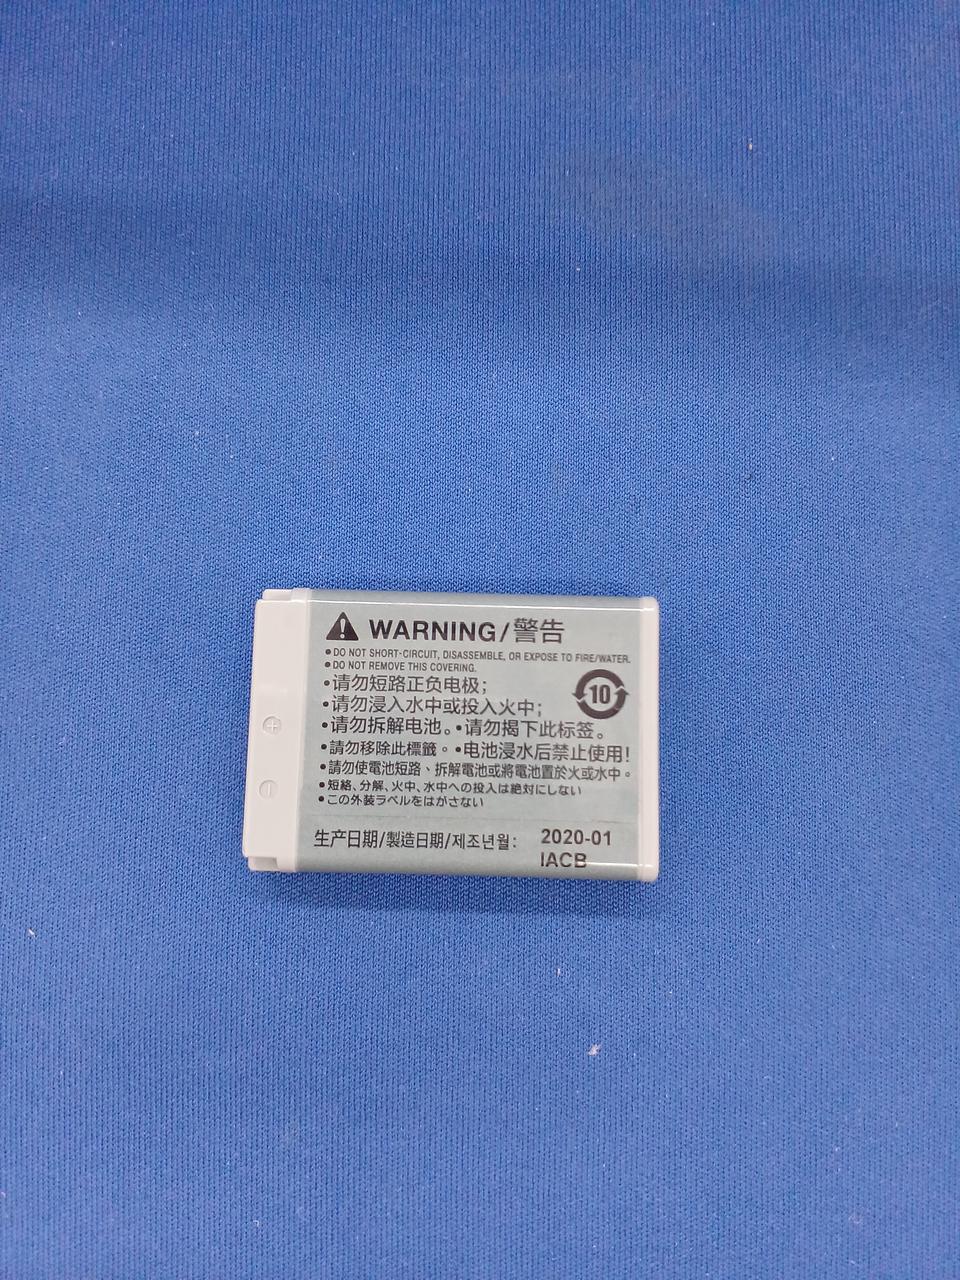 WARNING/警告
•DO NOT SHORT-CIRCUIT, DISASSEMBLE, OR EXPOSE TO FIRE/WATER.
•DO NOT REMOVE THIS COVERING.
•请勿短路正负电极;
10
•请勿浸入水中或投入火中;
•请勿拆解电池。•请勿揭下此标签。
•請勿移除此標籤。•电池浸水后禁止使用!
•請勿使電池短路、拆解電池或將電池置於火或水中。
•短絡、分解、火中、水中への投入は絶対にしない
•この外装ラベルをはがさない
生产日期/製造日期/제조년월: 2020-01
IACB
+
-